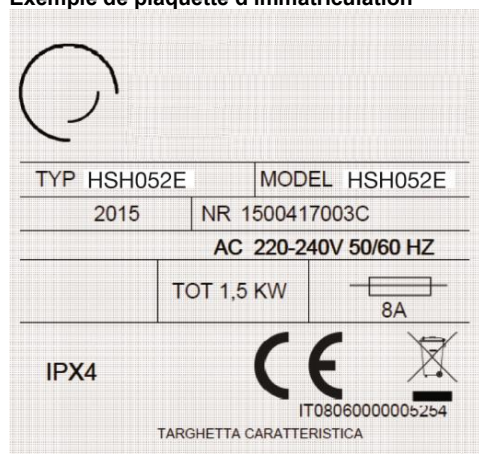 Exemple de plaquette d'immatriculation
TYP HSH052E MODEL HSH052E
2015 NR 1500417003C
AC 220-240V 50/60 HZ
TOT 1,5 KW
8A
IPX4
CE
IT08060000005254
TARGHETTA CARATTERISTICA